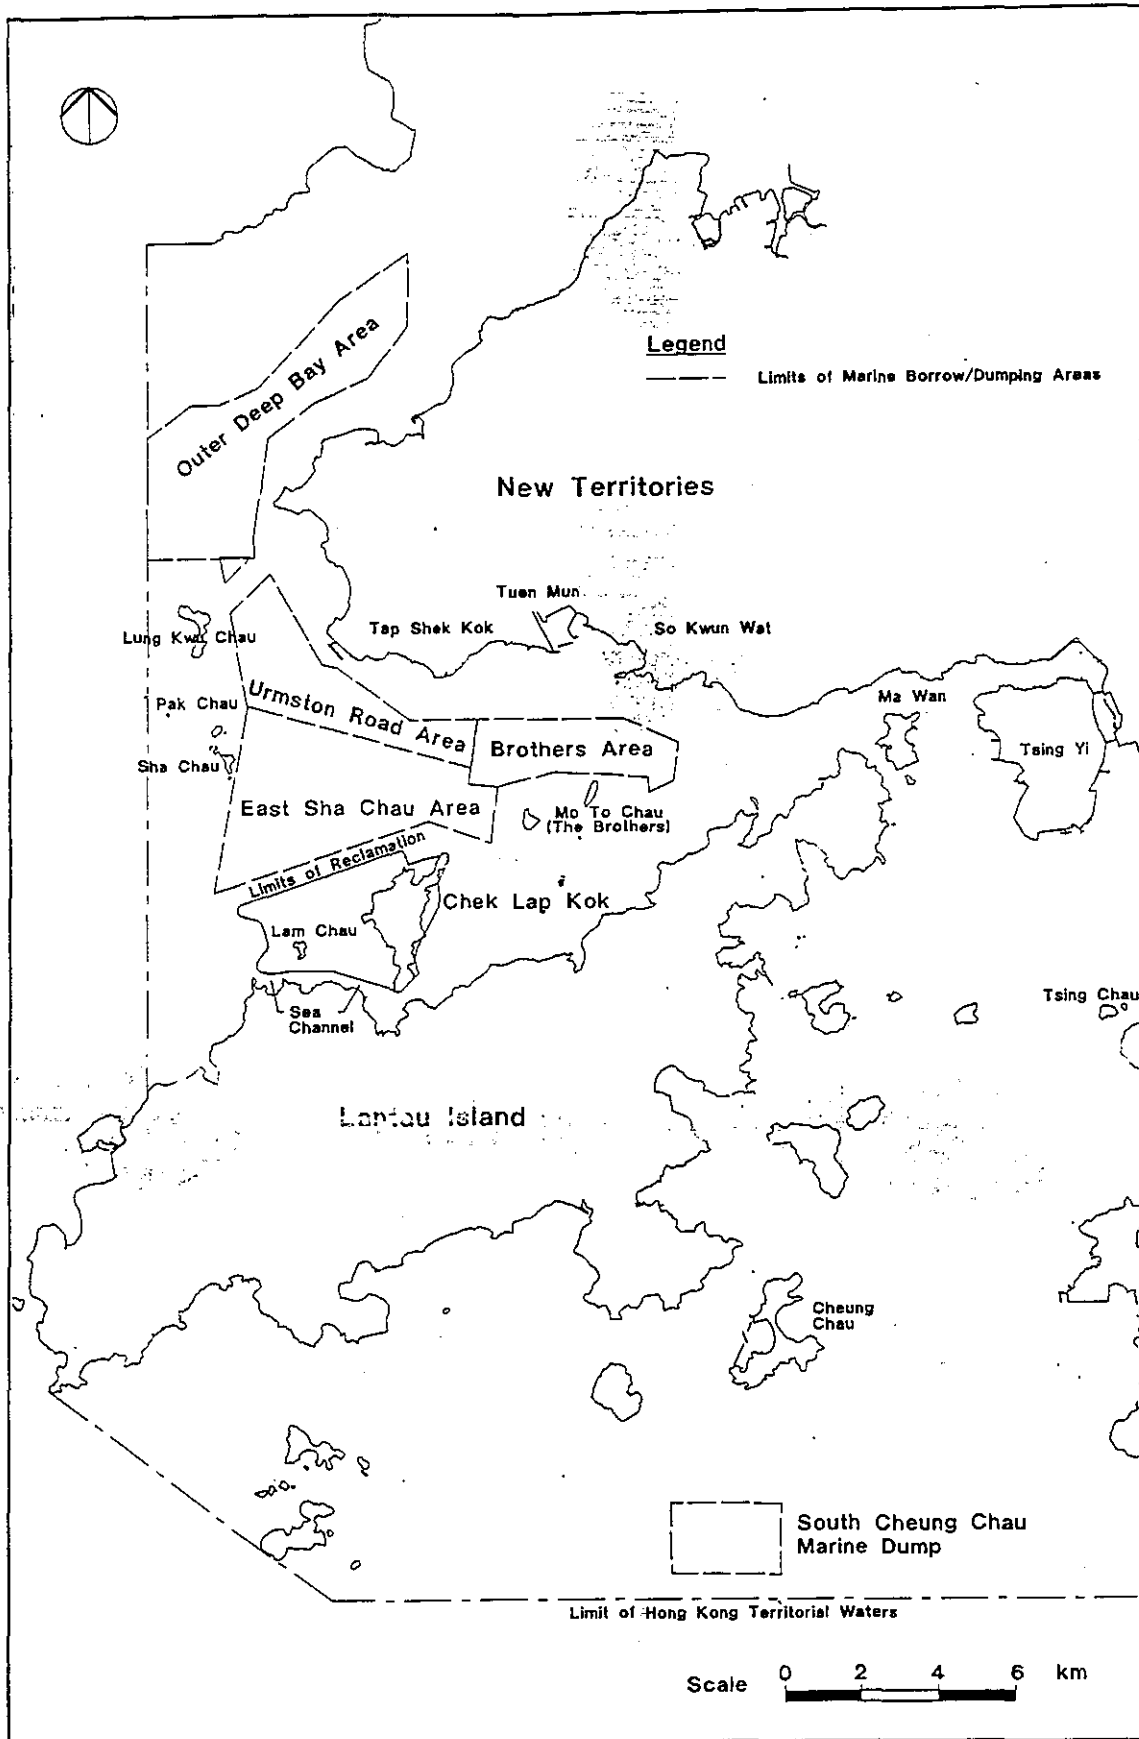 Outer Deep Bay Area
Legend
Limits of Marine Borrow/Dumping Areas
New Territories
Tuen Mun
Tap Shek Kok
So Kwun Wat
Lung Kwu Chau
Ma Wan
Pak Chau
Urmston Road Area
Brothers Area
Tsing Yi
Sha Chau
East Sha Chau Area
Mo To Chau
(The Brothers)
Limits of Reclamation
Chek Lap Kok
Lam Chau
Sea
Channel
Tsing Chau
Lantau Island
Cheung
Chau
South Cheung Chau
Marine Dump
Limit of Hong Kong Territorial Waters
Scale 0 2 4 6 km